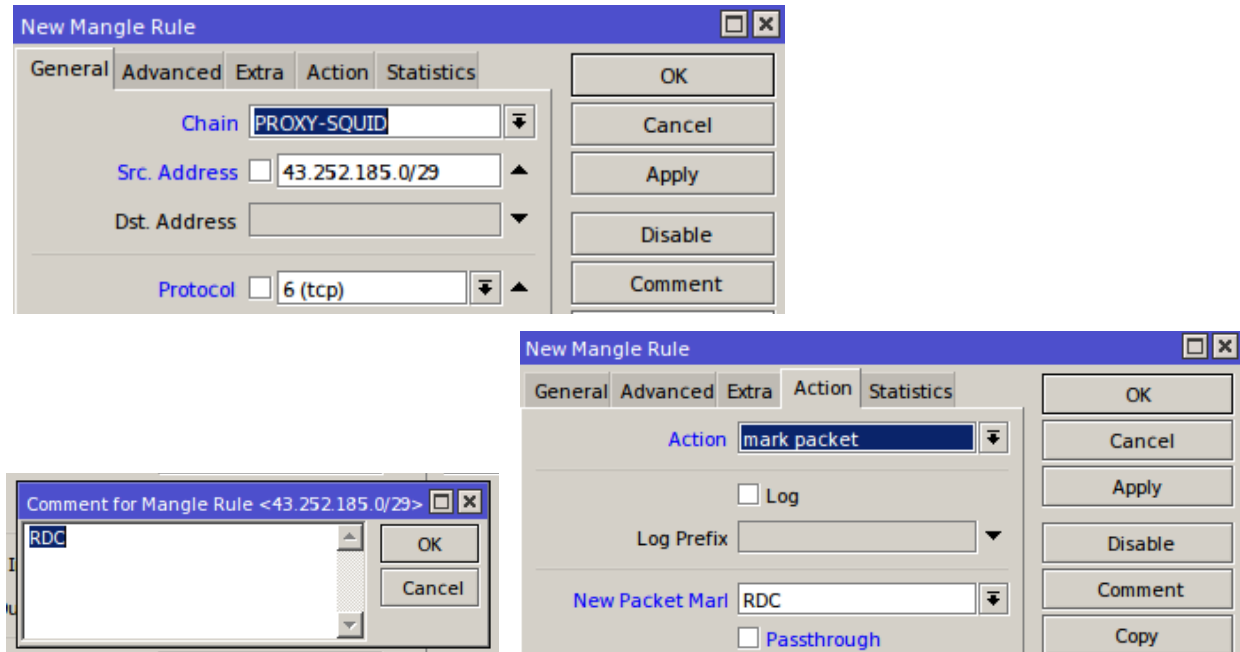 New Mangle Rule
General Advanced Extra Action Statistics
OK
Chain PROXY-SQUID
Cancel
Src. Address 43.252.185.0/29
Apply
Dst. Address
Disable
Protocol 6 (tcp)
Comment
New Mangle Rule
General Advanced Extra Action Statistics
OK
Action mark packet
Cancel
Log
Apply
Log Prefix
Disable
New Packet Marl RDC
Comment
Passthrough
Copy
Comment for Mangle Rule <43.252.185.0/29>
RDC
OK
Cancel